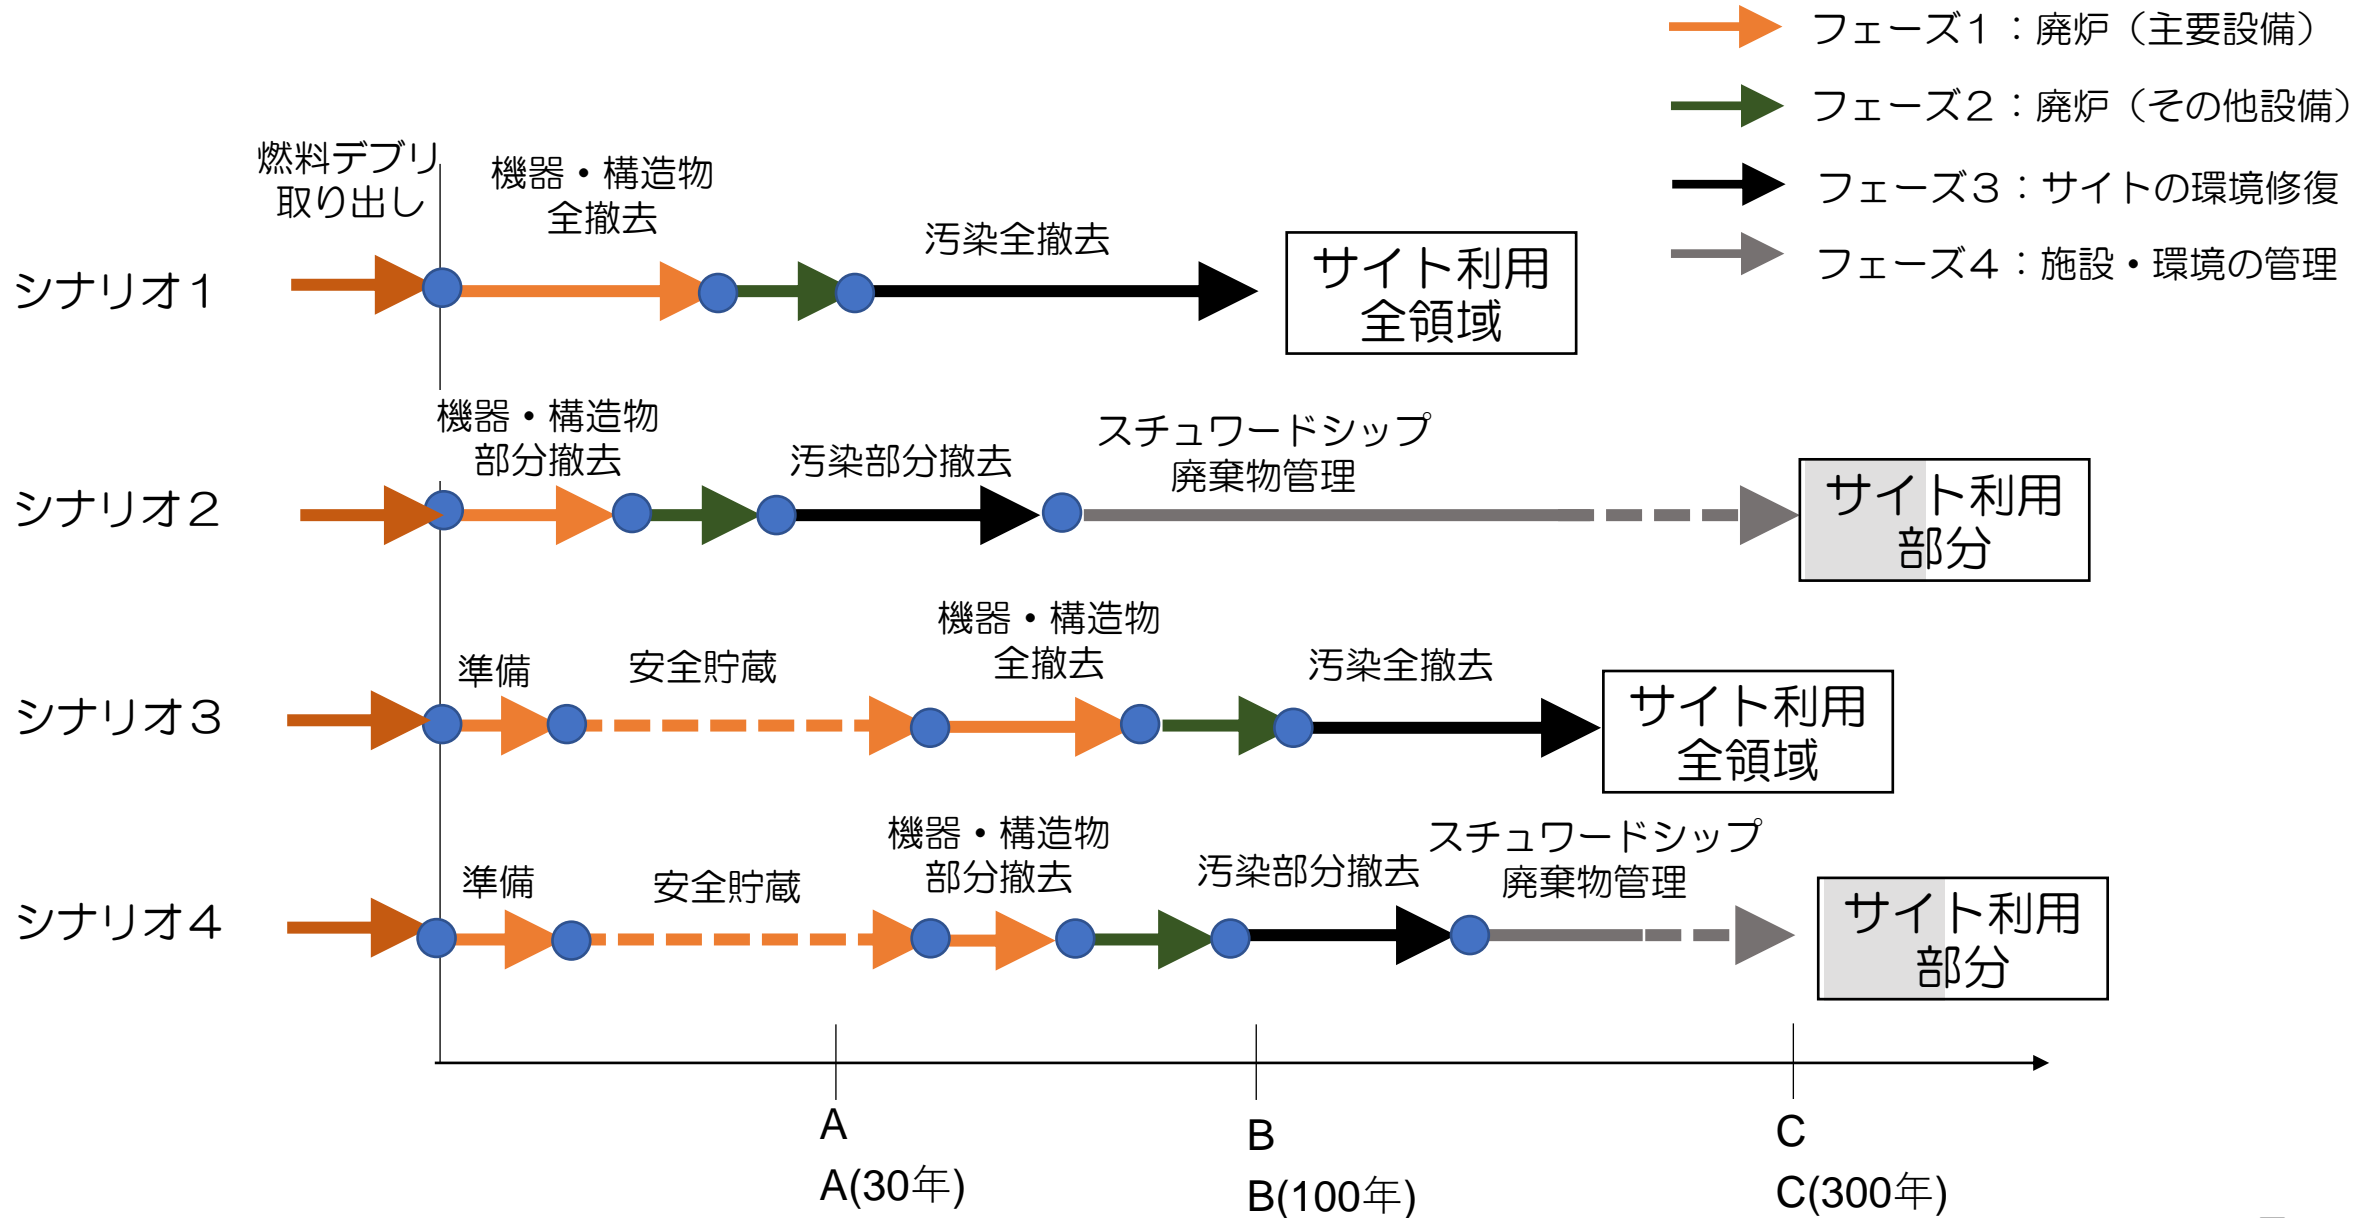 フェーズ１：廃炉（主要設備）
フェーズ２：廃炉（その他設備）
フェーズ３：サイトの環境修復
フェーズ４：施設・環境の管理
燃料デブリ
取り出し
機器・構造物
全撤去
汚染全撤去
シナリオ１
サイト利用
全領域
機器・構造物
部分撤去
汚染部分撤去
スチュワードシップ
廃棄物管理
シナリオ２
サイト利用
部分
準備
安全貯蔵
機器・構造物
全撤去
汚染全撤去
シナリオ３
サイト利用
全領域
準備
安全貯蔵
機器・構造物
部分撤去
汚染部分撤去
スチュワードシップ
廃棄物管理
シナリオ４
サイト利用
部分
A
B
C
A(30年)
B(100年)
C(300年)